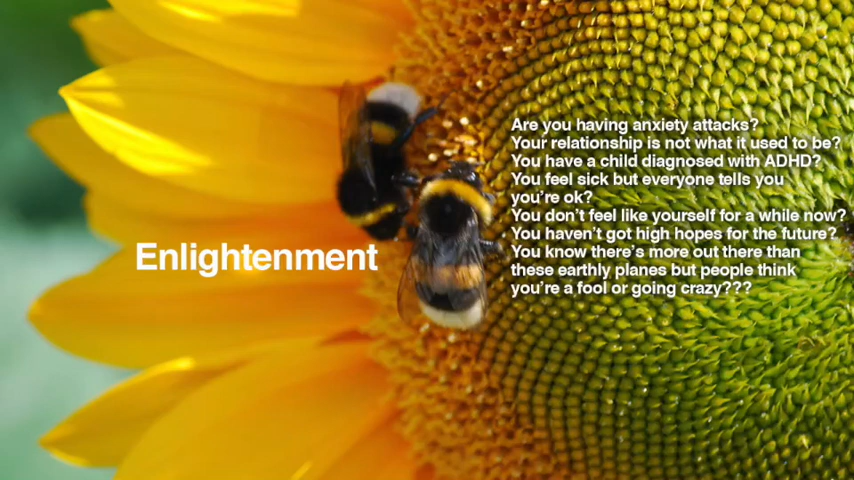 Enlightenment
Are you having anxiety attacks?
Your relationship is not what it used to be?
You have a child diagnosed with ADHD?
You feel sick but everyone tells you
you're ok?
You don't feel like yourself for a while now?
You haven't got high hopes for the future?
You know there's more out there than
these earthly planes but people think
you're a fool or going crazy???